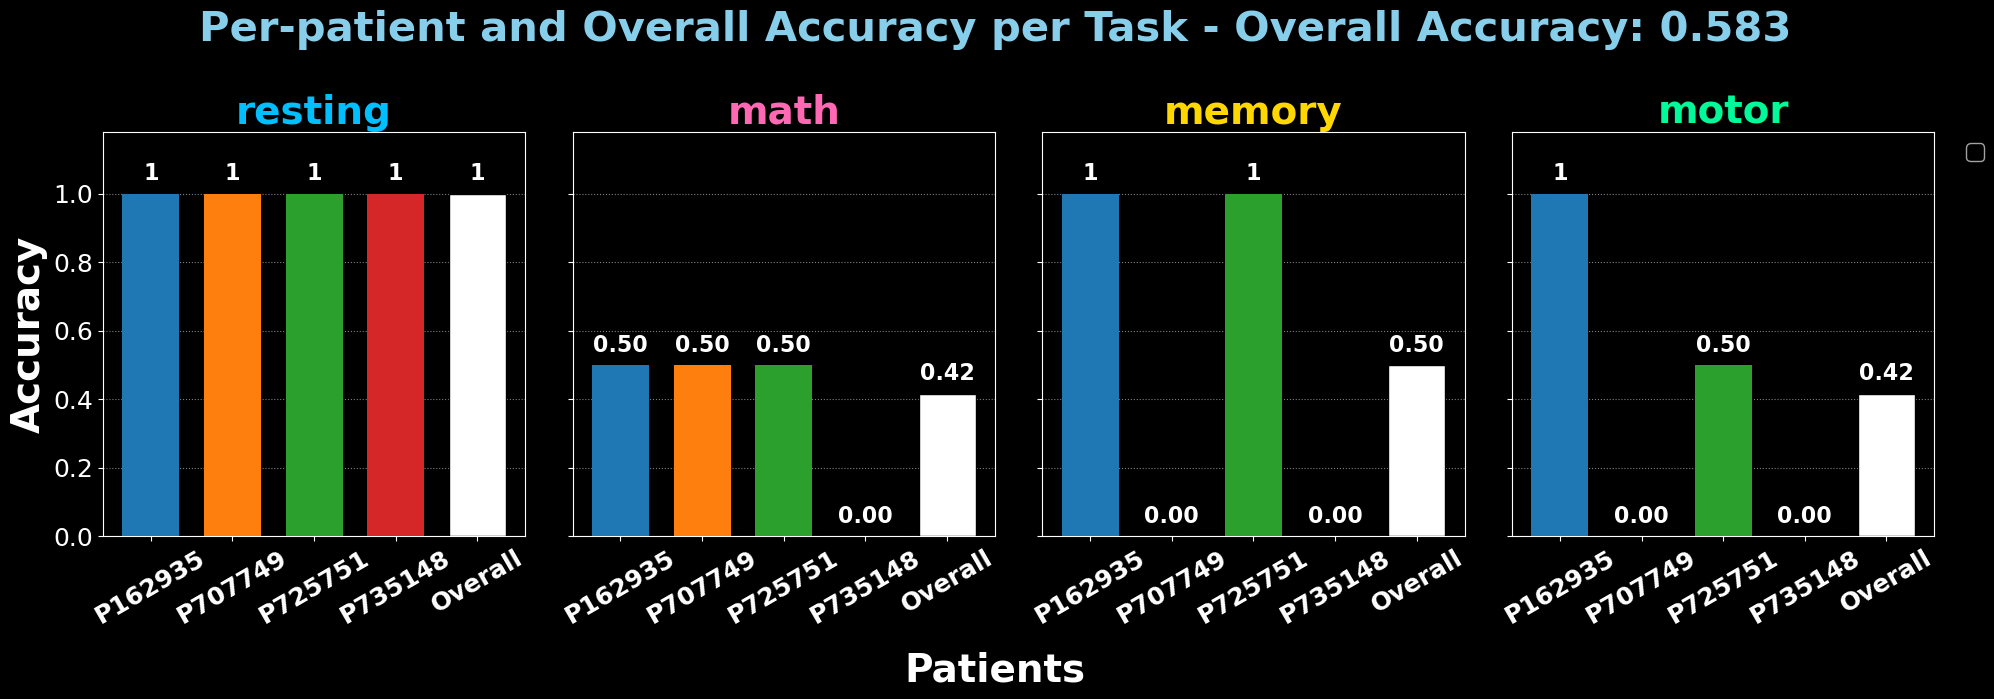 Per-patient and Overall Accuracy per Task - Overall Accuracy: 0.583
resting
math
memory
motor
Accuracy
1.0
0.8
0.6
0.4
0.2
0.0
1 1 1 1 1
0.50 0.50 0.50 0.00 0.42
1 0.00 1 0.00 0.50
1 0.00 0.50 0.00 0.42
P162935 P707749 P725751 P735148 Overall
P162935 P707749 P725751 P735148 Overall
P162935 P707749 P725751 P735148 Overall
P162935 P707749 P725751 P735148 Overall
Patients